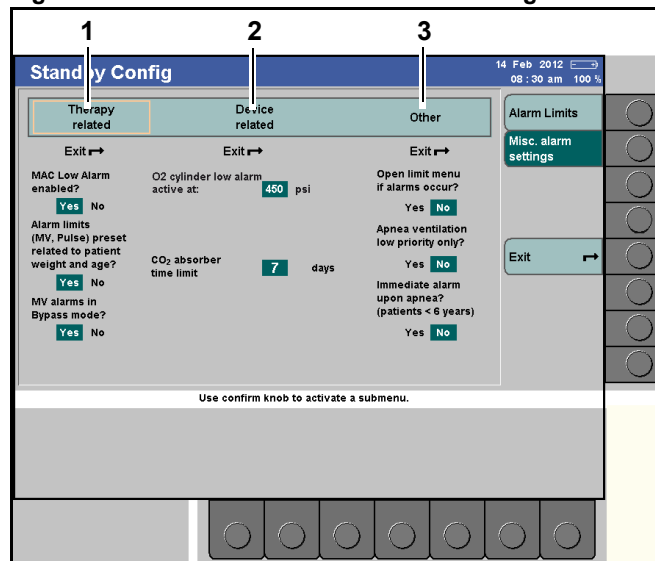 1 2 3
Standby Config
14 Feb 2012
08 : 30 am 100 %
Therapy
related
Device
related
Other
Exit
Exit
Exit
MAC Low Alarm
enabled?
Yes No
Alarm limits
(MV, Pulse) preset
related to patient
weight and age?
Yes No
MV alarms in
Bypass mode?
Yes No
O2 cylinder low alarm
active at: 450 psi
CO₂ absorber
time limit 7 days
Open limit menu
if alarms occur?
Yes No
Apnea ventilation
low priority only?
Yes No
Immediate alarm
upon apnea?
(patients < 6 years)
Yes No
Alarm Limits
Misc. alarm
settings
Exit
Use confirm knob to activate a submenu.